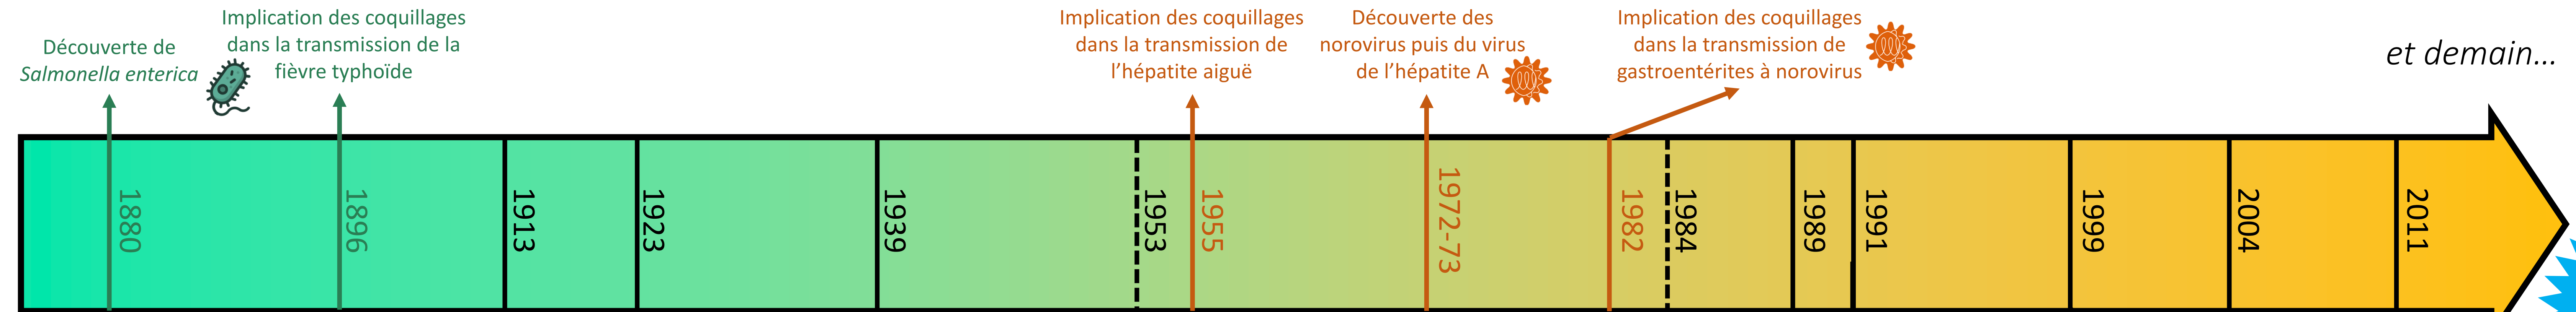 Découverte de
Salmonella enterica
Implication des coquillages
dans la transmission de la
fièvre typhoïde
Implication des coquillages
dans la transmission de
l’hépatite aiguë
Découverte des
norovirus puis du virus
de l’hépatite A
Implication des coquillages
dans la transmission de
gastroentérites à norovirus
et demain...
1880
1896
1913
1923
1939
1953
1955
1972-73
1982
1984
1989
1991
1999
2004
2011